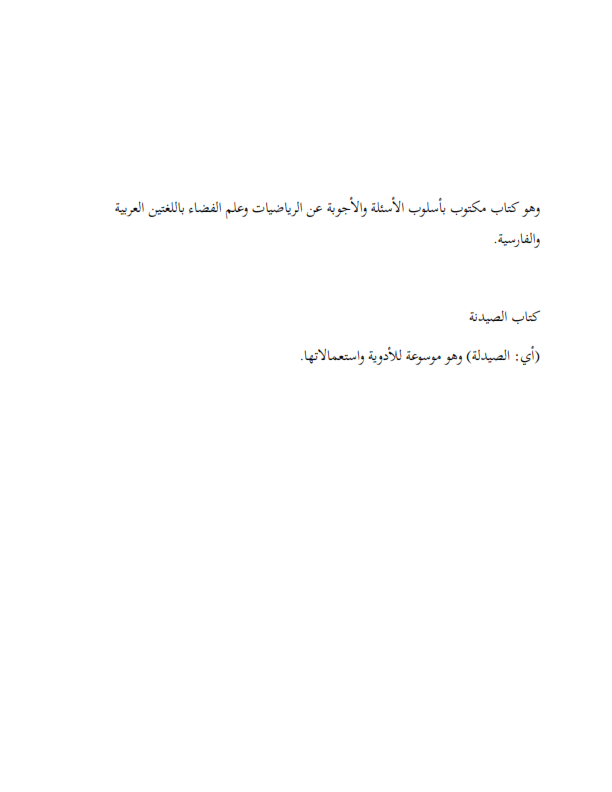 وهو كتاب مكتوب بأسلوب الأسئلة والأجوبة عن الرياضيات وعلم الفضاء باللغتين العربية
والفارسية.
كتاب الصيدنة
(أي: الصيدلة) وهو موسوعة للأدوية واستعمالاتها.